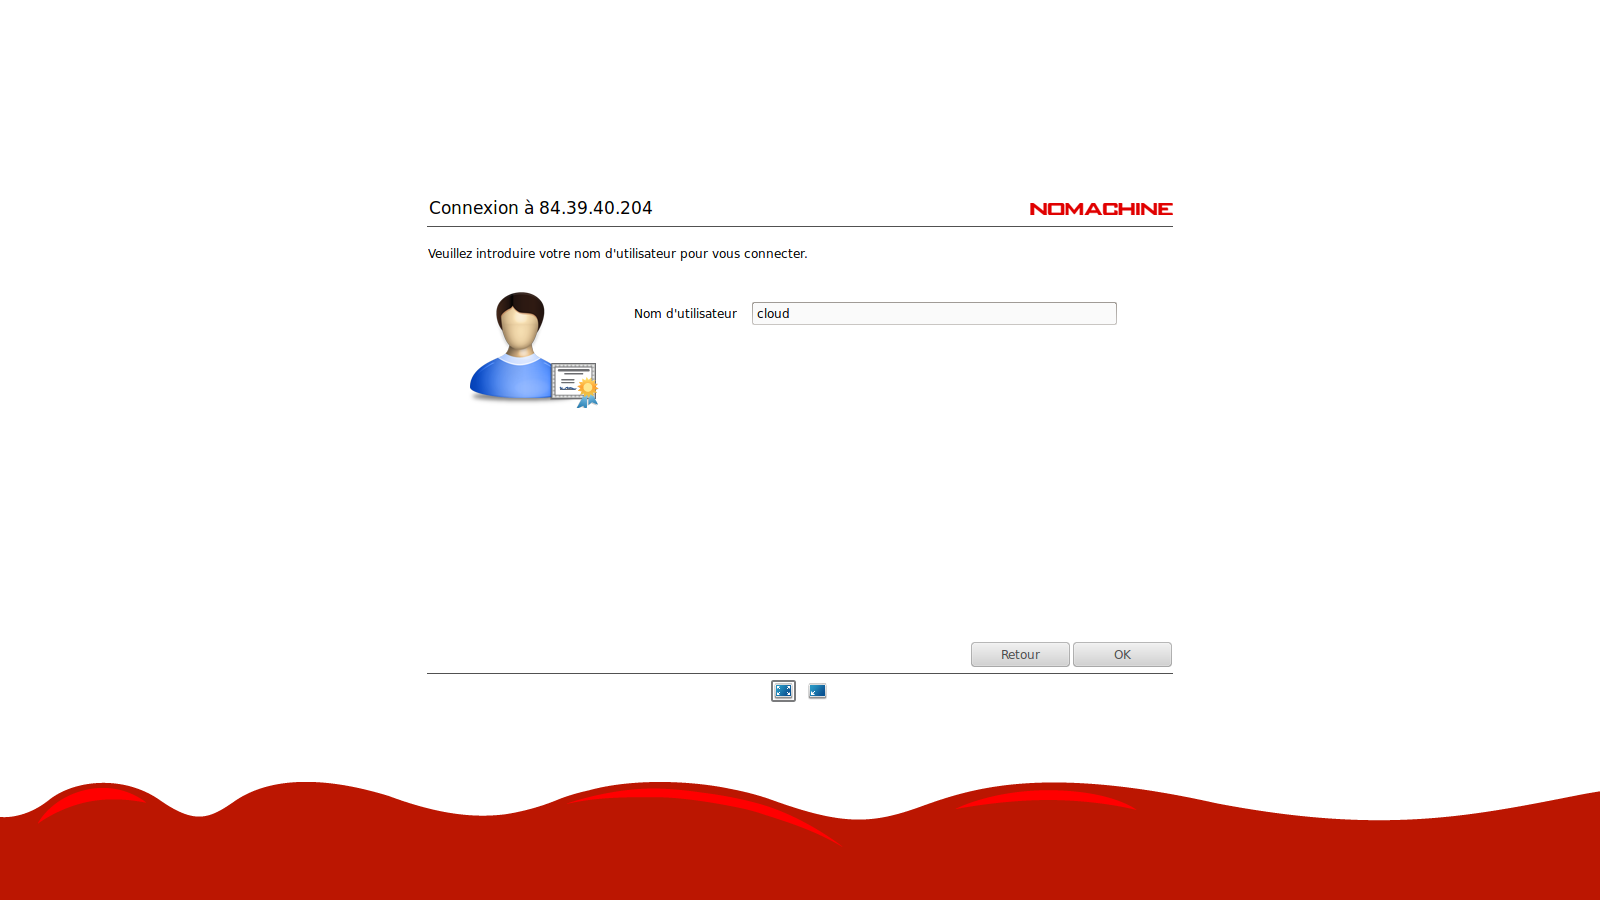 Connexion à 84.39.40.204
NOMACHINE
Veuillez introduire votre nom d'utilisateur pour vous connecter.
Nom d'utilisateur
cloud
Retour
OK